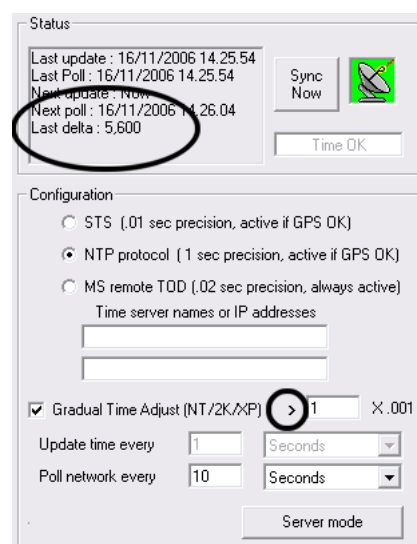 Status
Last update : 16/11/2006 14.25.54
Last Poll : 16/11/2006 14.25.54
Next update : Now
Next poll : 16/11/2006 14.26.04
Last delta : 5,600
Sync
Now
Time OK
Configuration
STS (.01 sec precision, active if GPS OK)
NTP protocol ( 1 sec precision, active if GPS OK)
MS remote TOD (.02 sec precision, always active)
Time server names or IP addresses
Gradual Time Adjust (NT/2K/XP) > 1 X .001
Update time every 1 Seconds
Poll network every 10 Seconds
Server mode